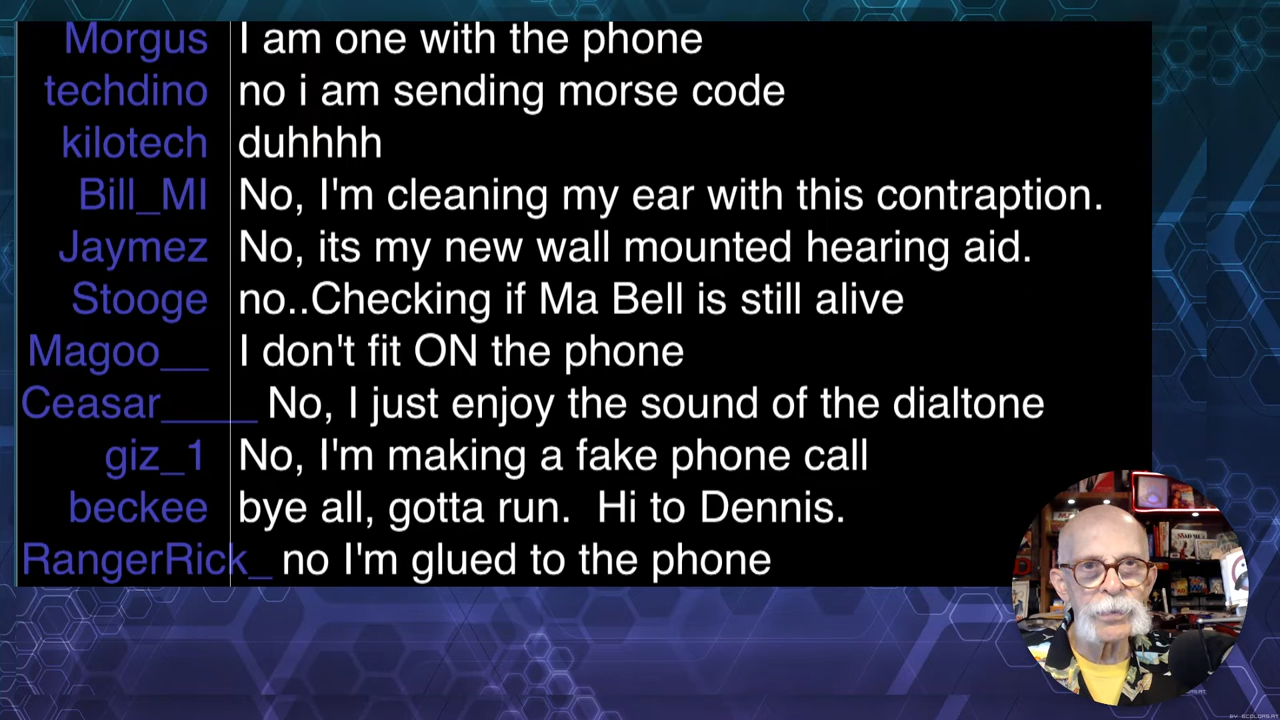 Morgus I am one with the phone
techdino no i am sending morse code
kilotech duhhhh
Bill_MI No, I'm cleaning my ear with this contraption.
Jaymez No, its my new wall mounted hearing aid.
Stooge no..Checking if Ma Bell is still alive
Magoo__ I don't fit ON the phone
Ceasar____ No, I just enjoy the sound of the dialtone
giz_1 No, I'm making a fake phone call
beckee bye all, gotta run.  Hi to Dennis.
RangerRick_ no I'm glued to the phone